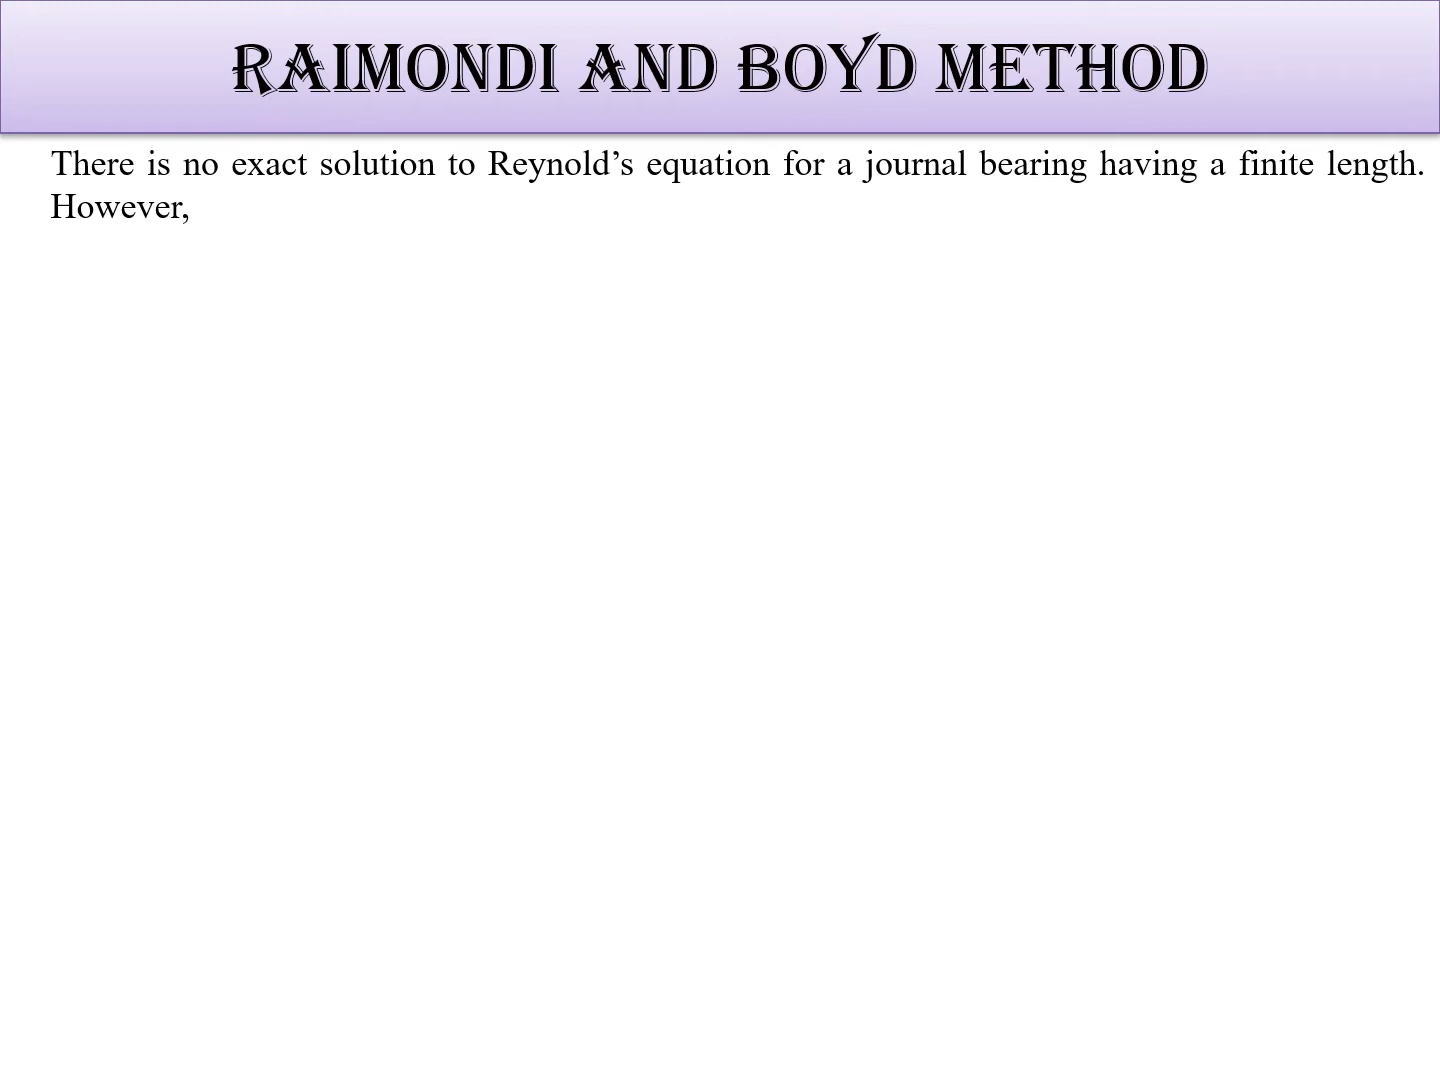 RAIMONDI AND BOYD METHOD
There is no exact solution to Reynold’s equation for a journal bearing having a finite length.
However,